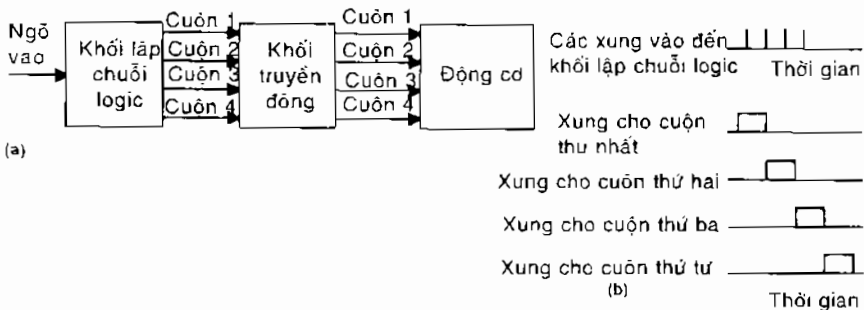 Ngõ
vào
Khối lập
chuỗi
logic
Cuộn 1
Cuộn 2
Cuộn 3
Cuộn 4
Khối
truyền
động
Cuộn 1
Cuộn 2
Cuộn 3
Cuộn 4
Động cơ
(a)
Các xung vào đến
khối lập chuỗi logic
Thời gian
Xung cho cuộn
thứ nhất
Xung cho cuộn thứ hai
Xung cho cuộn thứ ba
Xung cho cuộn thứ tư
(b)
Thời gian